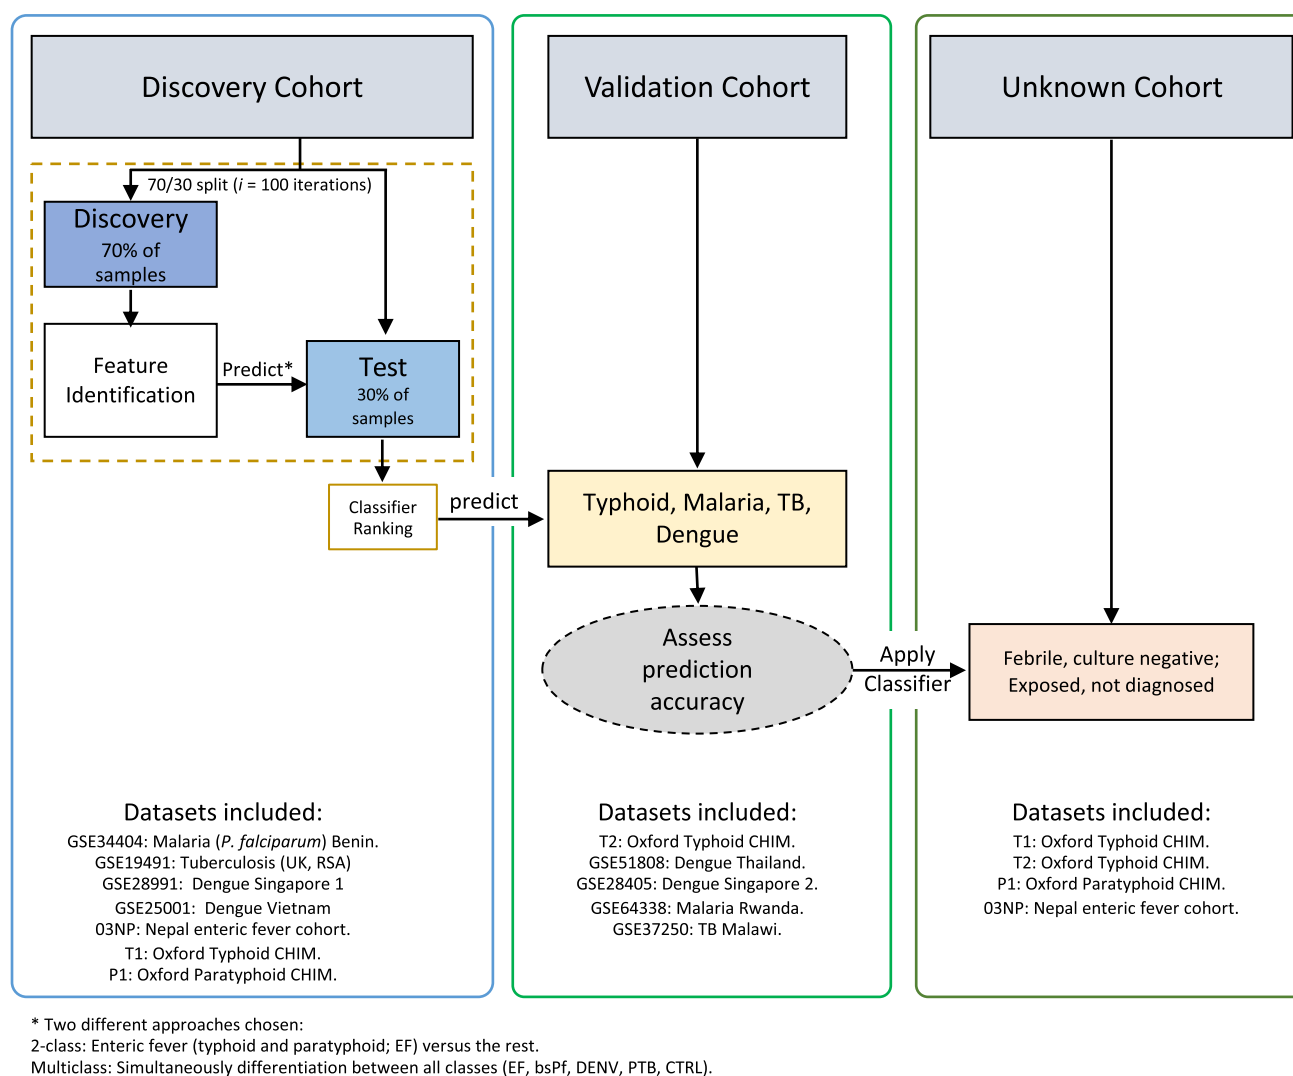 Discovery Cohort
70/30 split (i = 100 iterations)
Discovery
70% of
samples
Feature
Identification
Predict*
Test
30% of
samples
Classifier
Ranking
predict
Datasets included:
GSE34404: Malaria (P. falciparum) Benin.
GSE19491: Tuberculosis (UK, RSA)
GSE28991:  Dengue Singapore 1
GSE25001:  Dengue Vietnam
03NP: Nepal enteric fever cohort.
T1: Oxford Typhoid CHIM.
P1: Oxford Paratyphoid CHIM.
Validation Cohort
Typhoid, Malaria, TB,
Dengue
Assess
prediction
accuracy
Apply
Classifier
Datasets included:
T2: Oxford Typhoid CHIM.
GSE51808: Dengue Thailand.
GSE28405: Dengue Singapore 2.
GSE64338: Malaria Rwanda.
GSE37250: TB Malawi.
Unknown Cohort
Febrile, culture negative;
Exposed, not diagnosed
Datasets included:
T1: Oxford Typhoid CHIM.
T2: Oxford Typhoid CHIM.
P1: Oxford Paratyphoid CHIM.
03NP: Nepal enteric fever cohort.
* Two different approaches chosen:
2-class: Enteric fever (typhoid and paratyphoid; EF) versus the rest.
Multiclass: Simultaneously differentiation between all classes (EF, bsPf, DENV, PTB, CTRL).